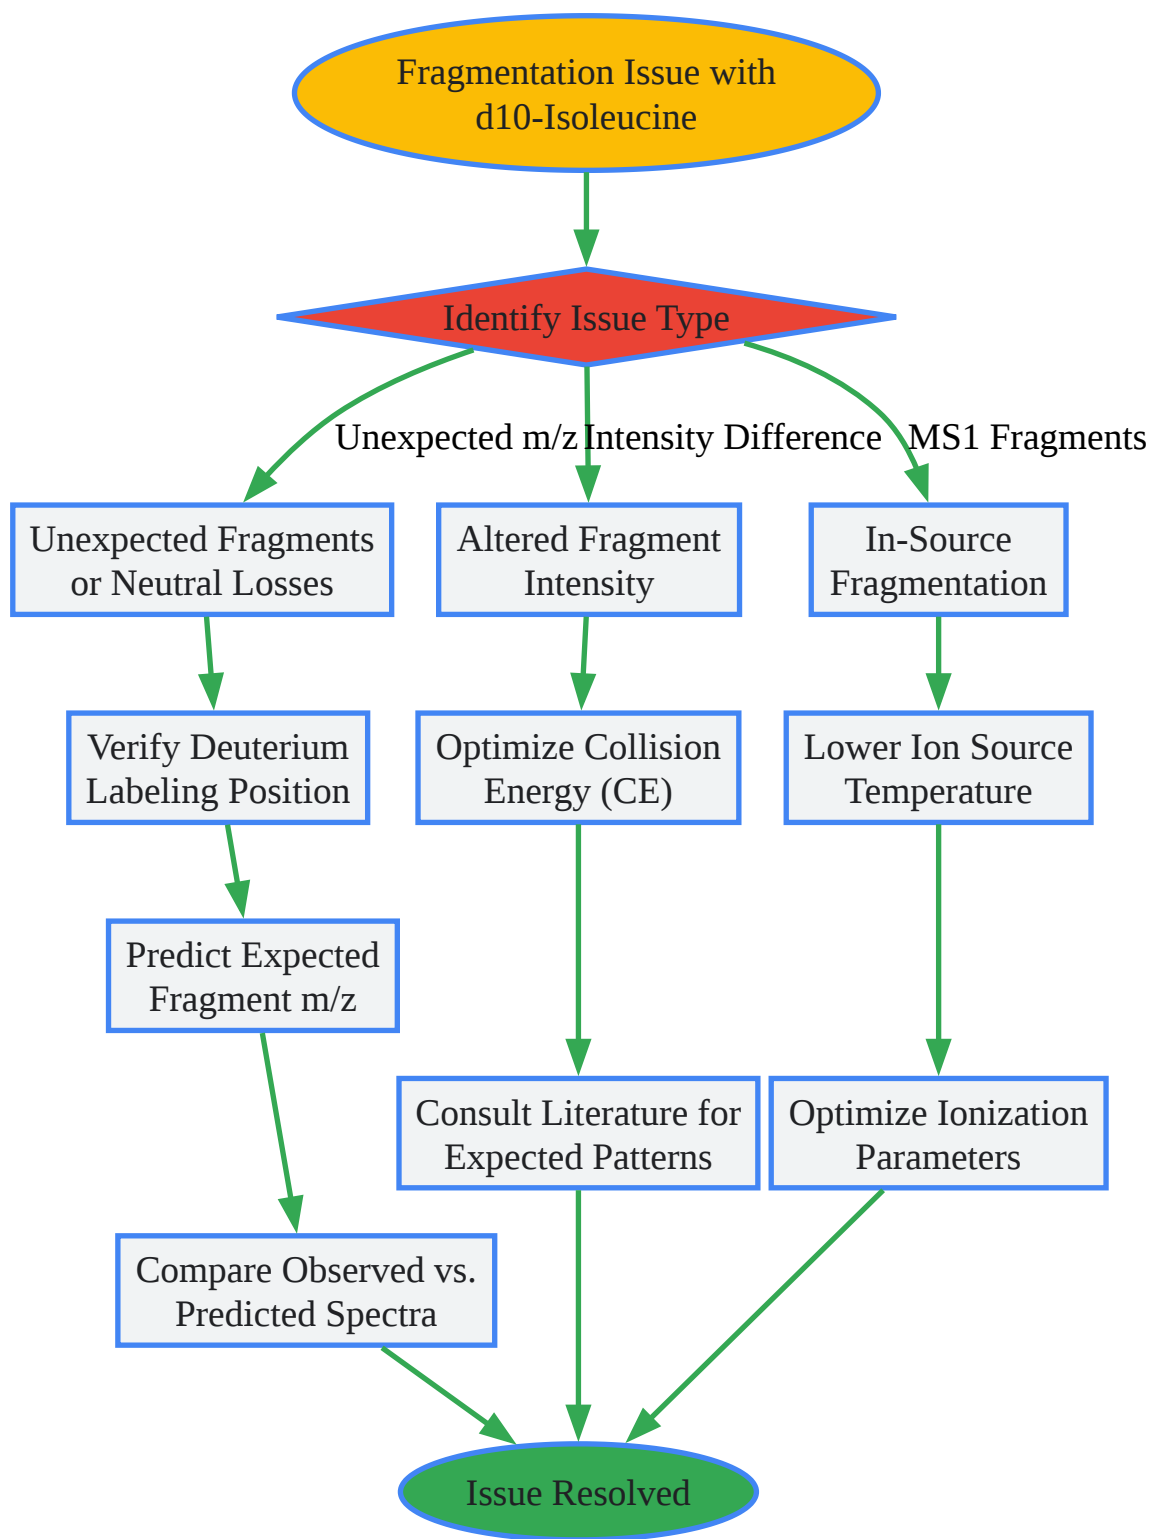 Fragmentation Issue with
d10-Isoleucine
Identify Issue Type
Unexpected m/z
Intensity Difference
MS1 Fragments
Unexpected Fragments
or Neutral Losses
Altered Fragment
Intensity
In-Source
Fragmentation
Verify Deuterium
Labeling Position
Optimize Collision
Energy (CE)
Lower Ion Source
Temperature
Predict Expected
Fragment m/z
Consult Literature for
Expected Patterns
Optimize Ionization
Parameters
Compare Observed vs.
Predicted Spectra
Issue Resolved